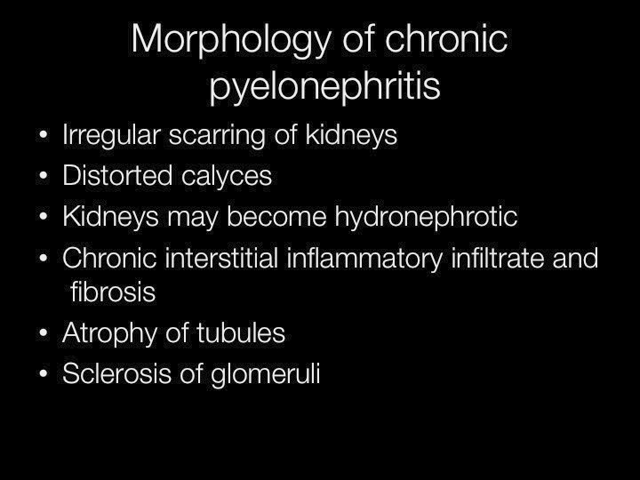 Morphology of chronic
pyelonephritis
• Irregular scarring of kidneys
• Distorted calyces
• Kidneys may become hydronephrotic
• Chronic interstitial inflammatory infiltrate and
fibrosis
• Atrophy of tubules
• Sclerosis of glomeruli